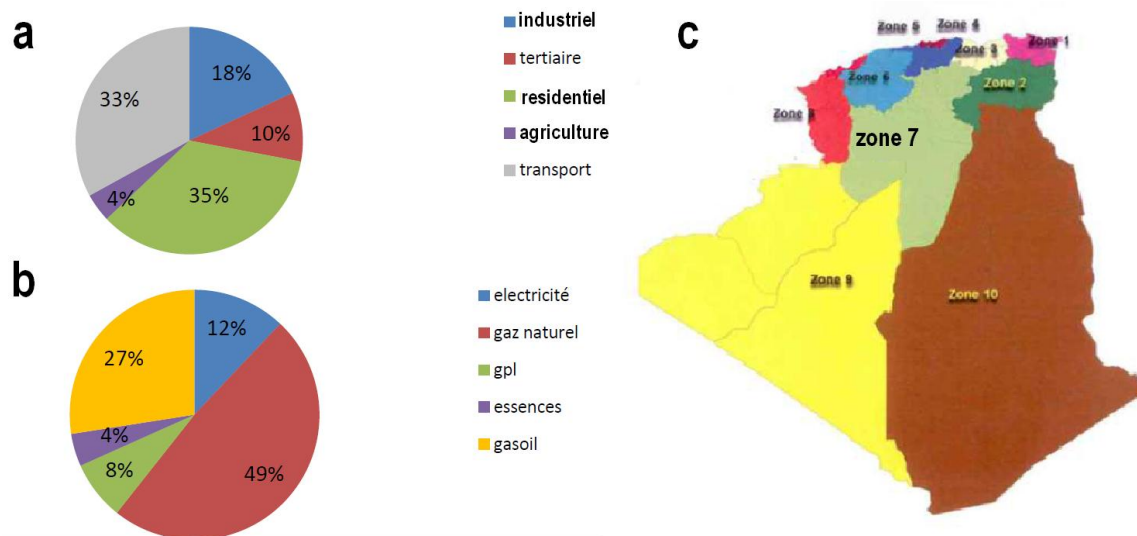 a
18%
10%
35%
4%
33%
industriel
tertiaire
residentiel
agriculture
transport
b
12%
49%
8%
4%
27%
electricité
gaz naturel
gpl
essences
gasoil
c
Zone 5
Zone 4
Zone 3
Zone 1
Zone 6
Zone 2
Zone 8
zone 7
Zone 9
Zone 10